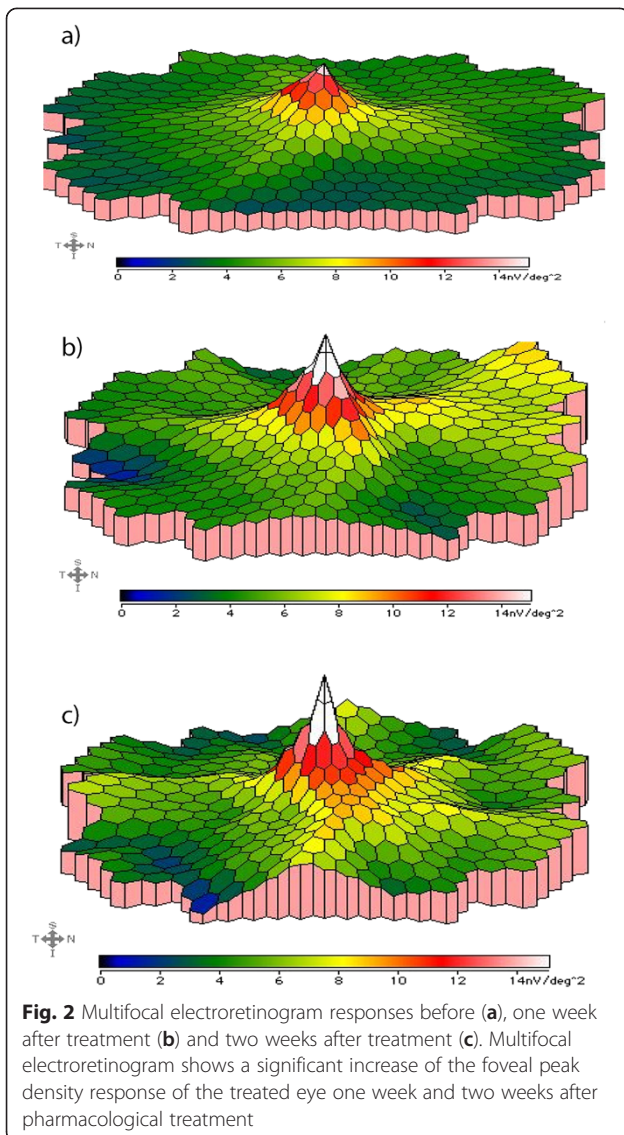 a)
S
T N
I
0 2 4 6 8 10 12 14nV/deg^2
b)
S
T N
I
0 2 4 6 8 10 12 14nV/deg^2
c)
S
T N
I
0 2 4 6 8 10 12 14nV/deg^2
Fig. 2 Multifocal electroretinogram responses before (a), one week
after treatment (b) and two weeks after treatment (c). Multifocal
electroretinogram shows a significant increase of the foveal peak
density response of the treated eye one week and two weeks after
pharmacological treatment